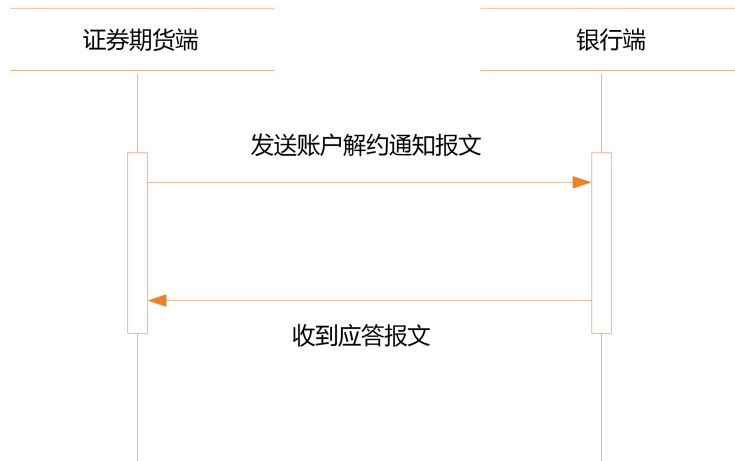 证券期货端
银行端
发送账户解约通知报文
收到应答报文